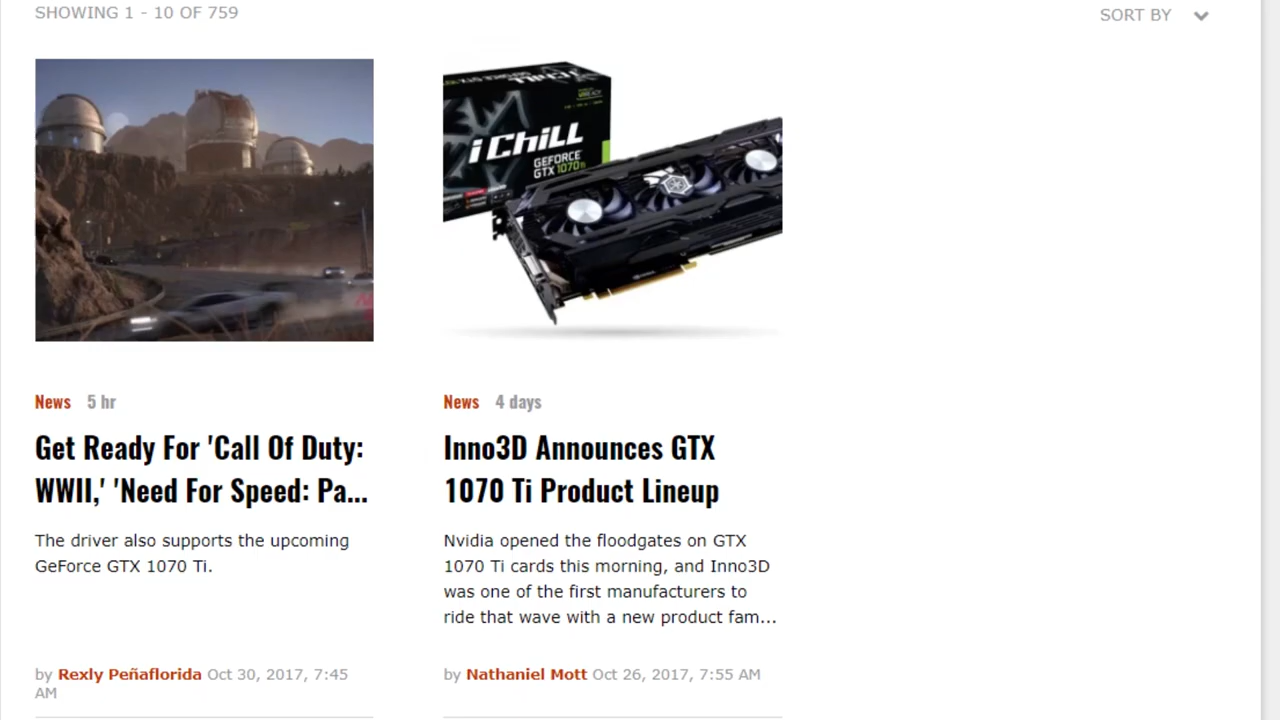 SHOWING 1 - 10 OF 759
SORT BY
iChill
GEFORCE
GTX 1070Ti
News 5 hr
Get Ready For 'Call Of Duty:
WWII,' 'Need For Speed: Pa...
The driver also supports the upcoming
GeForce GTX 1070 Ti.
by Rexly Peñaflorida Oct 30, 2017, 7:45
AM
News 4 days
Inno3D Announces GTX
1070 Ti Product Lineup
Nvidia opened the floodgates on GTX
1070 Ti cards this morning, and Inno3D
was one of the first manufacturers to
ride that wave with a new product fam...
by Nathaniel Mott Oct 26, 2017, 7:55 AM